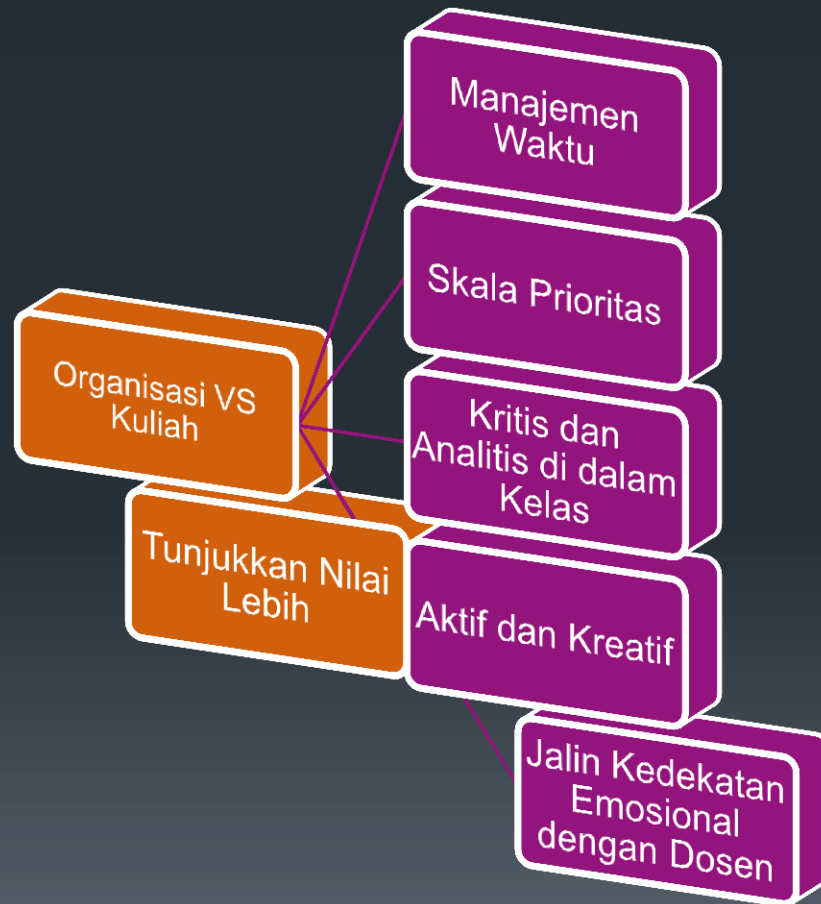 Manajemen
Waktu
Skala Prioritas
Organisasi VS
Kuliah
Kritis dan
Analitis di dalam
Kelas
Tunjukkan Nilai
Lebih
Aktif dan Kreatif
Jalin Kedekatan
Emosional
dengan Dosen